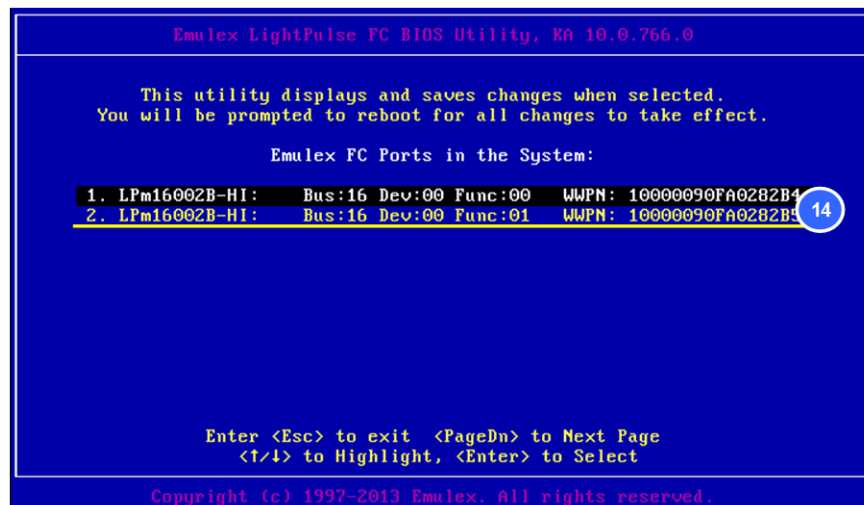 Emulex LightPulse FC BIOS Utility, KA 10.0.766.0
This utility displays and saves changes when selected.
You will be prompted to reboot for all changes to take effect.
Emulex FC Ports in the System:
1. LPm16002B-HI: Bus:16 Dev:00 Func:00 WWPN: 10000090FA0282B4
2. LPm16002B-HI: Bus:16 Dev:00 Func:01 WWPN: 10000090FA0282B5
14
Enter <Esc> to exit <PageDn> to Next Page
<↑/↓> to Highlight, <Enter> to Select
Copyright (c) 1997-2013 Emulex. All rights reserved.